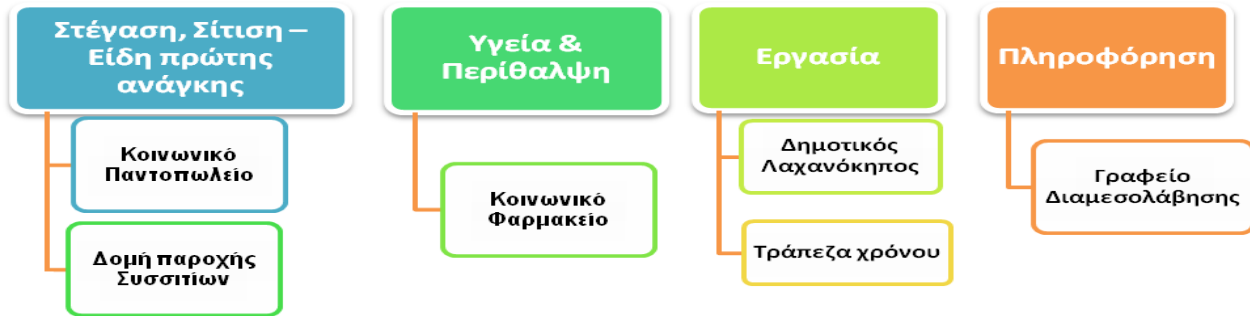 Στέγαση, Σίτιση –
Είδη πρώτης
ανάγκης
Κοινωνικό
Παντοπωλείο
Δομή παροχής
Συσσιτίων
Υγεία &
Περίθαλψη
Κοινωνικό
Φαρμακείο
Εργασία
Δημοτικός
Λαχανόκηπος
Τράπεζα χρόνου
Πληροφόρηση
Γραφείο
Διαμεσολάβησης